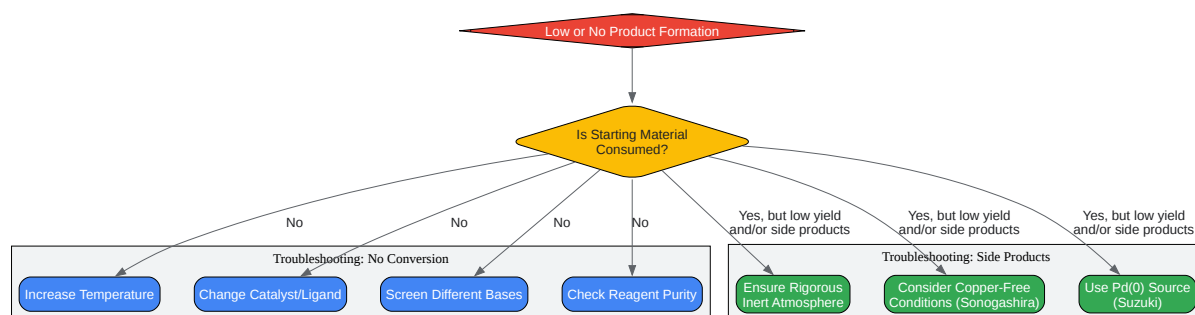 Low or No Product Formation
Is Starting Material
Consumed?
No
No
No
No
Yes, but low yield
and/or side products
Yes, but low yield
and/or side products
Yes, but low yield
and/or side products
Troubleshooting: No Conversion
Troubleshooting: Side Products
Increase Temperature
Change Catalyst/Ligand
Screen Different Bases
Check Reagent Purity
Ensure Rigorous
Inert Atmosphere
Consider Copper-Free
Conditions (Sonogashira)
Use Pd(0) Source
(Suzuki)